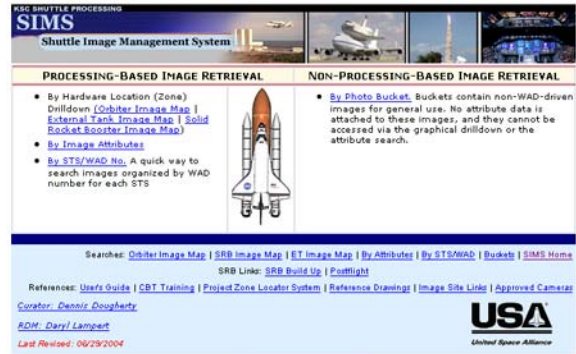 KSC SHUTTLE PROCESSING
SIMS
Shuttle Image Management System
PROCESSING-BASED IMAGE RETRIEVAL
By Hardware Location (Zone)
Drilldown (Orbiter Image Map |
External Tank Image Map | Solid
Rocket Booster Image Map)
By Image Attributes
By STS/WAD No. A quick way to
search images organized by WAD
number for each STS
NON-PROCESSING-BASED IMAGE RETRIEVAL
By Photo Bucket. Buckets contain non-WAD-driven
images for general use. No attribute data is
attached to these images, and they cannot be
accessed via the graphical drilldown or the
attribute search.
Searches: Orbiter Image Map | SRB Image Map | ET Image Map | By Attributes | By STS/WAD | Buckets | SIMS Home
SRB Links: SRB Build Up | Postflight
References: User's Guide | CBT Training | Project Zone Locator System | Reference Drawings | Image Site Links | Approved Cameras
Curator: Dennis Dougherty
RDM: Daryl Lampert
Last Revised: 06/29/2004
USA
United Space Alliance